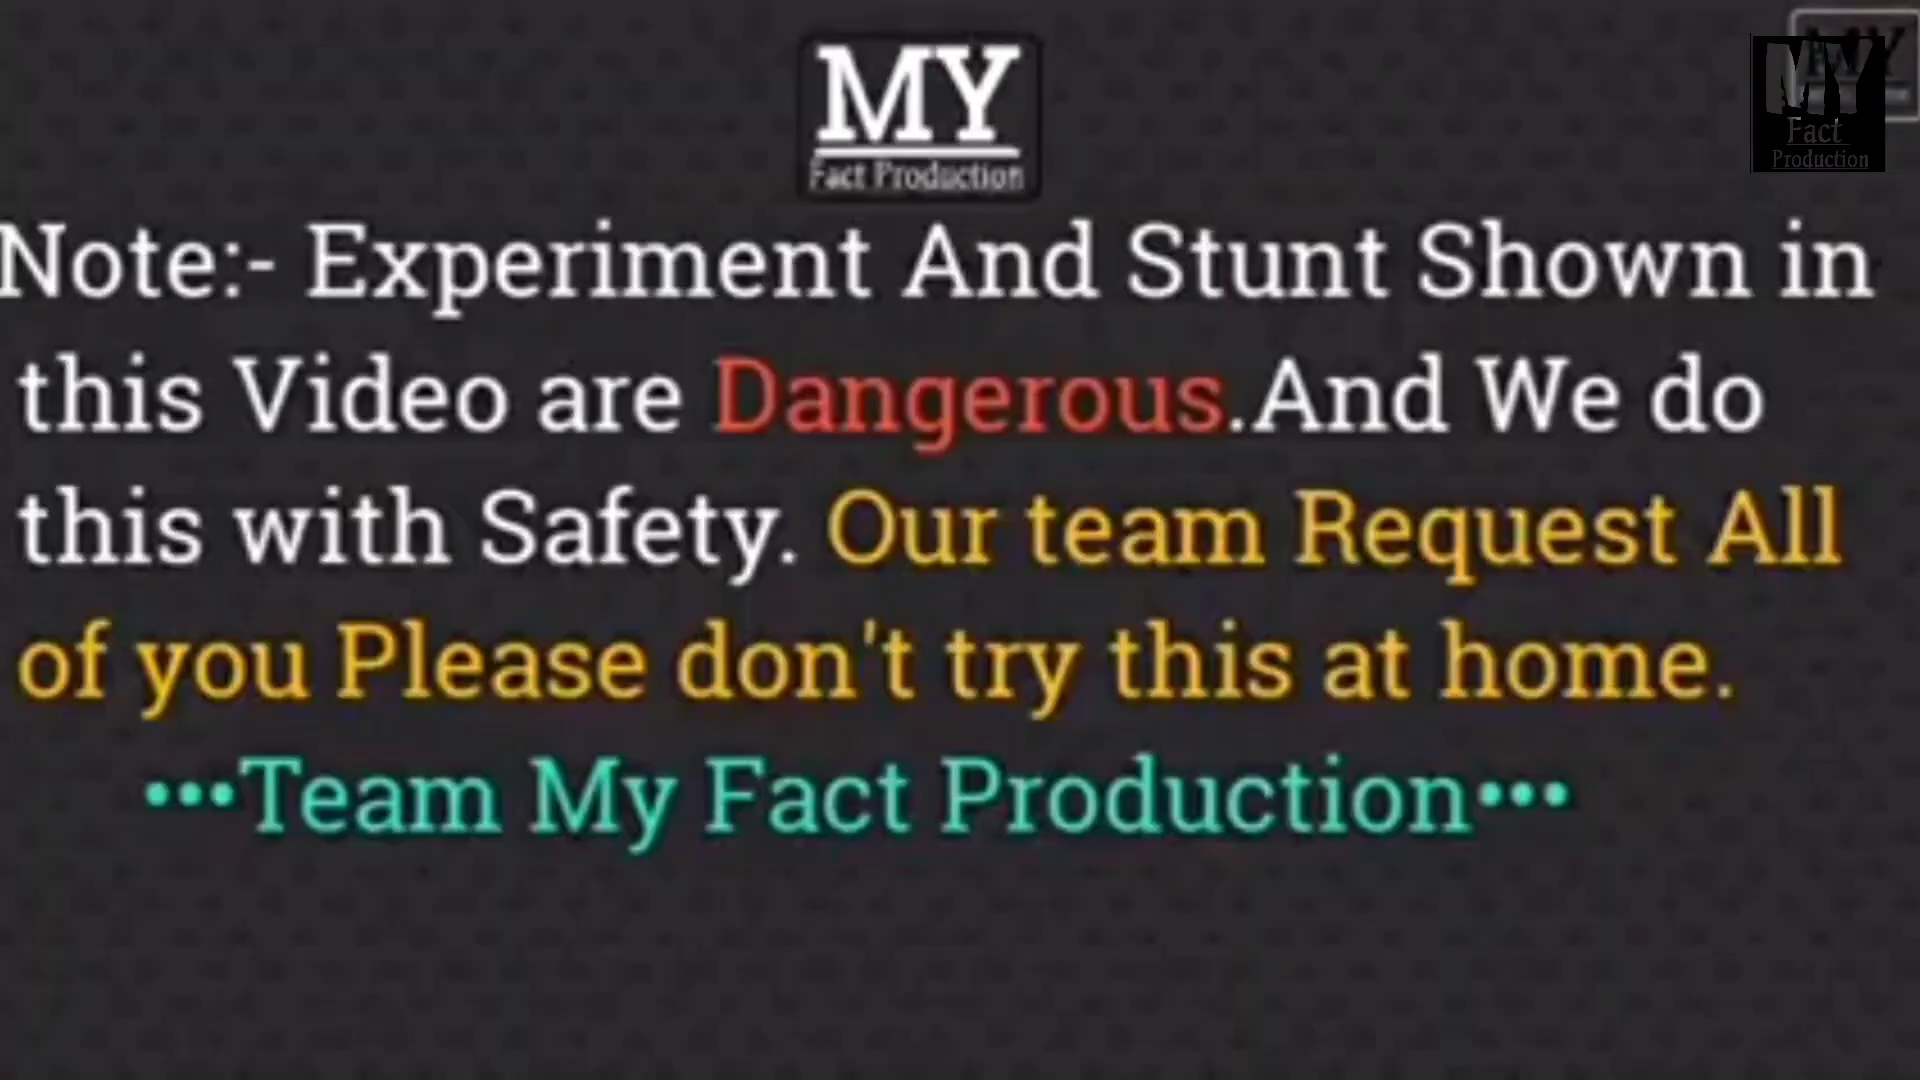 MY
Fact Production
MY
Fact
Production
Note:- Experiment And Stunt Shown in
this Video are Dangerous.And We do
this with Safety. Our team Request All
of you Please don't try this at home.
•••Team My Fact Production•••